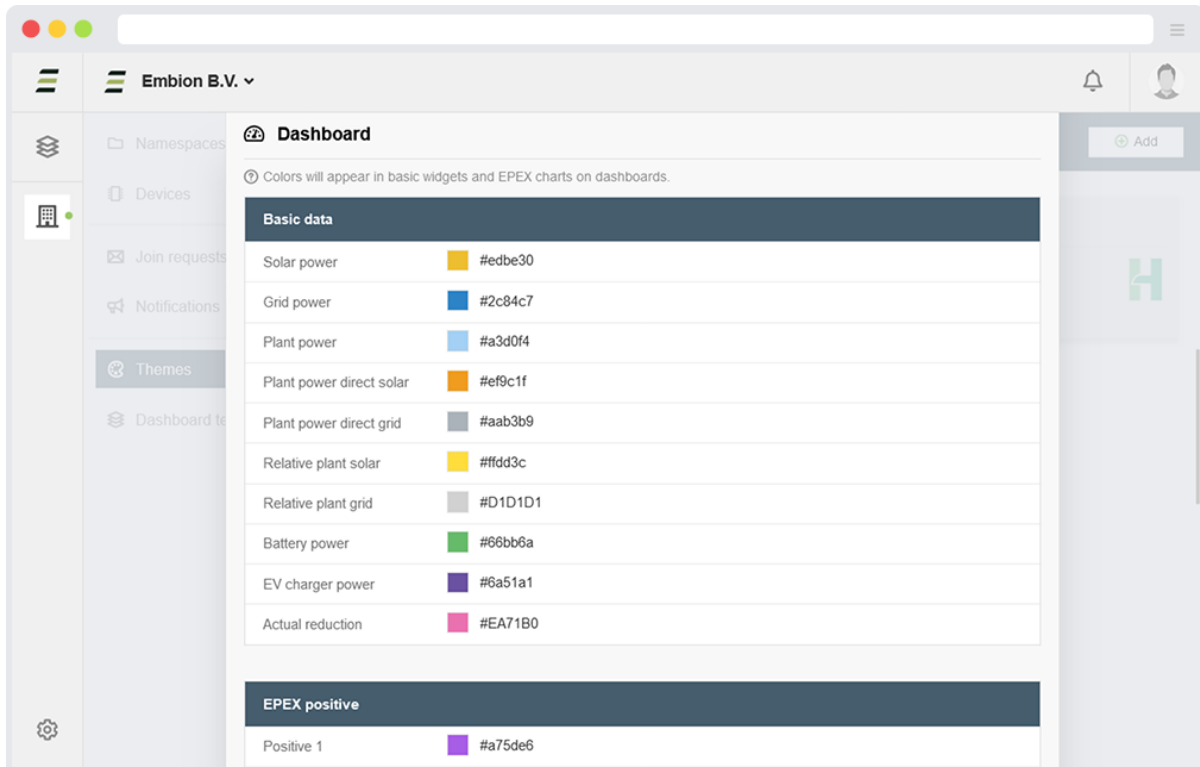 Embion B.V.
Namespaces
Devices
Join requests
Notifications
Themes
Dashboard te
Add
Dashboard
Colors will appear in basic widgets and EPEX charts on dashboards.
Basic data
Solar power #edbe30
Grid power #2c84c7
Plant power #a3d0f4
Plant power direct solar #ef9c1f
Plant power direct grid #aab3b9
Relative plant solar #ffdd3c
Relative plant grid #D1D1D1
Battery power #66bb6a
EV charger power #6a51a1
Actual reduction #EA71B0
EPEX positive
Positive 1 #a75de6